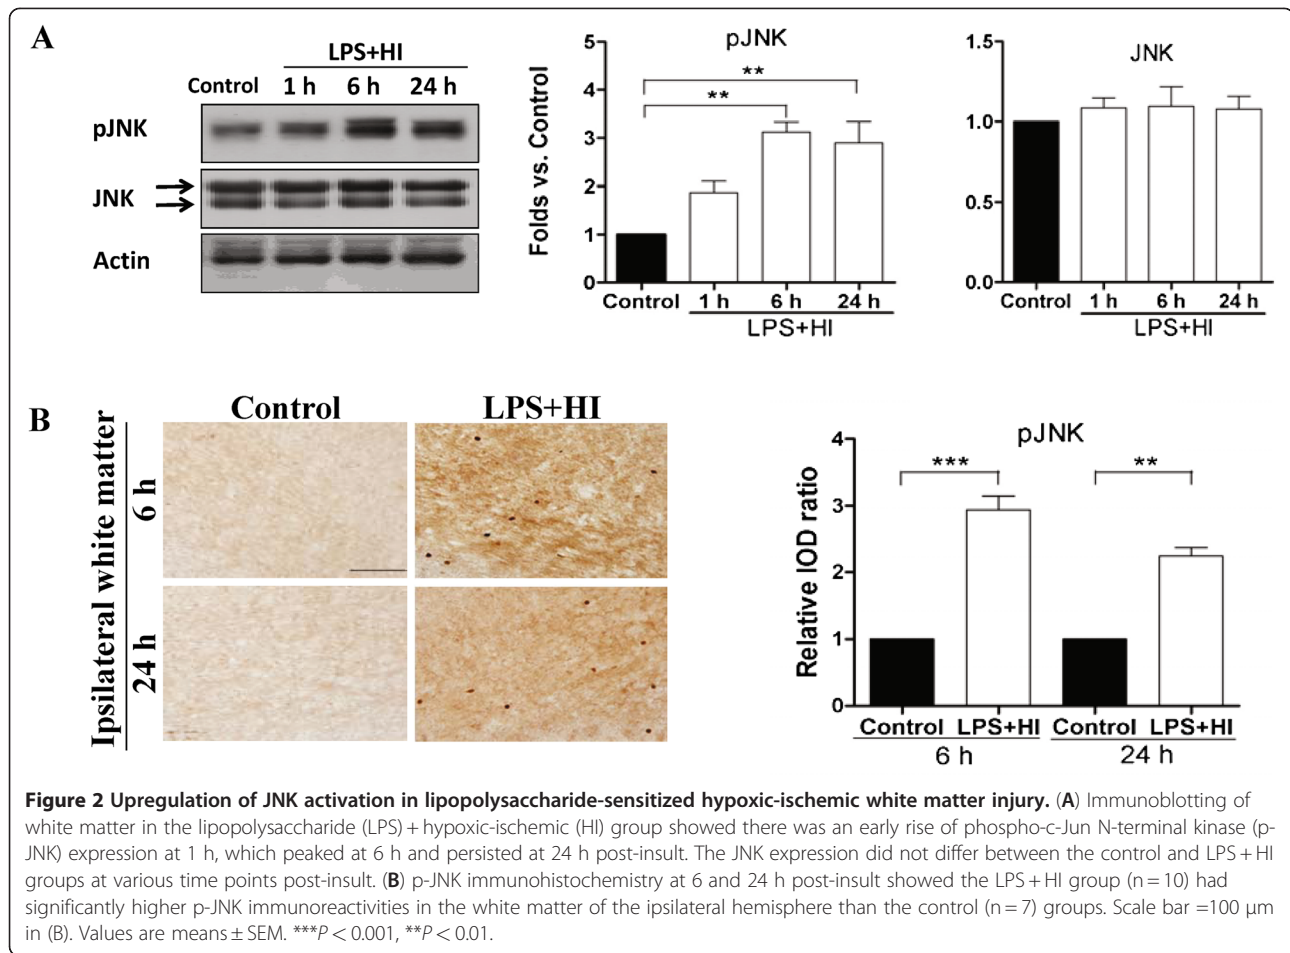 A
LPS+HI
Control 1 h 6 h 24 h
pJNK
JNK
Actin
pJNK
Folds vs. Control
5
4
3
2
1
0
**
**
Control 1 h 6 h 24 h
LPS+HI
JNK
1.5
1.0
0.5
0.0
Control 1 h 6 h 24 h
LPS+HI
B
Control LPS+HI
Ipsilateral white matter
6 h
24 h
pJNK
Relative IOD ratio
4
3
2
1
0
*** **
Control LPS+HI Control LPS+HI
6 h 24 h
Figure 2 Upregulation of JNK activation in lipopolysaccharide-sensitized hypoxic-ischemic white matter injury. (A) Immunoblotting of
white matter in the lipopolysaccharide (LPS) + hypoxic-ischemic (HI) group showed there was an early rise of phospho-c-Jun N-terminal kinase (p-
JNK) expression at 1 h, which peaked at 6 h and persisted at 24 h post-insult. The JNK expression did not differ between the control and LPS + HI
groups at various time points post-insult. (B) p-JNK immunohistochemistry at 6 and 24 h post-insult showed the LPS + HI group (n = 10) had
significantly higher p-JNK immunoreactivities in the white matter of the ipsilateral hemisphere than the control (n = 7) groups. Scale bar =100 μm
in (B). Values are means ± SEM. ***P < 0.001, **P < 0.01.